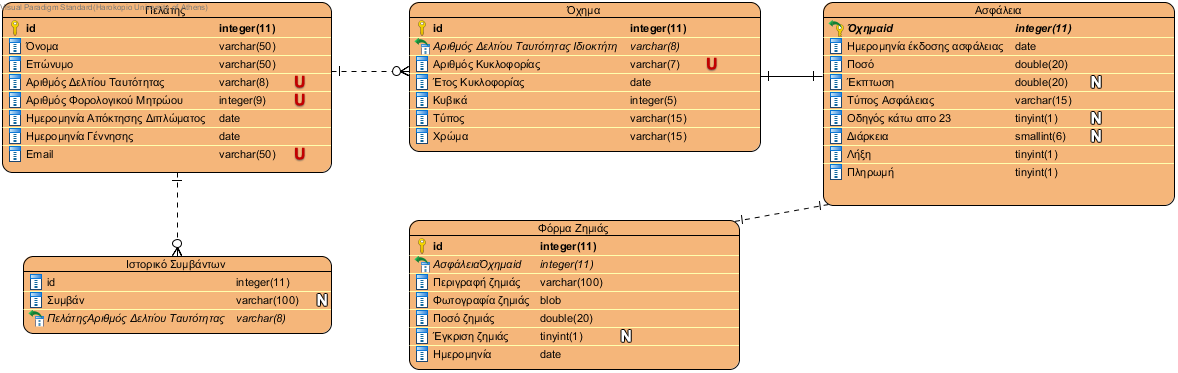 Visual Paradigm Standard(Harokopio University of Athens)
Πελάτης
id integer(11)
Όνομα varchar(50)
Επώνυμο varchar(50)
Αριθμός Δελτίου Ταυτότητας varchar(8) U
Αριθμός Φορολογικού Μητρώου integer(9) U
Ημερομηνία Απόκτησης Διπλώματος date
Ημερομηνία Γέννησης date
Email varchar(50) U
Όχημα
id integer(11)
Αριθμός Δελτίου Ταυτότητας Ιδιοκτήτη varchar(8)
Αριθμός Κυκλοφορίας varchar(7) U
Έτος Κυκλοφορίας date
Κυβικά integer(5)
Τύπος varchar(15)
Χρώμα varchar(15)
Ασφάλεια
Όχημαid integer(11)
Ημερομηνία έκδοσης ασφάλειας date
Ποσό double(20)
Έκπτωση double(20) N
Τύπος Ασφάλειας varchar(15)
Οδηγός κάτω απο 23 tinyint(1) N
Διάρκεια smallint(6) N
Λήξη tinyint(1)
Πληρωμή tinyint(1)
Ιστορικό Συμβάντων
id integer(11)
Συμβάν varchar(100) N
ΠελάτηςΑριθμός Δελτίου Ταυτότητας varchar(8)
Φόρμα Ζημιάς
id integer(11)
ΑσφάλειαΌχημαid integer(11)
Περιγραφή ζημιάς varchar(100)
Φωτογραφία ζημιάς blob
Ποσό ζημιάς double(20)
Έγκριση ζημιάς tinyint(1) N
Ημερομηνία date